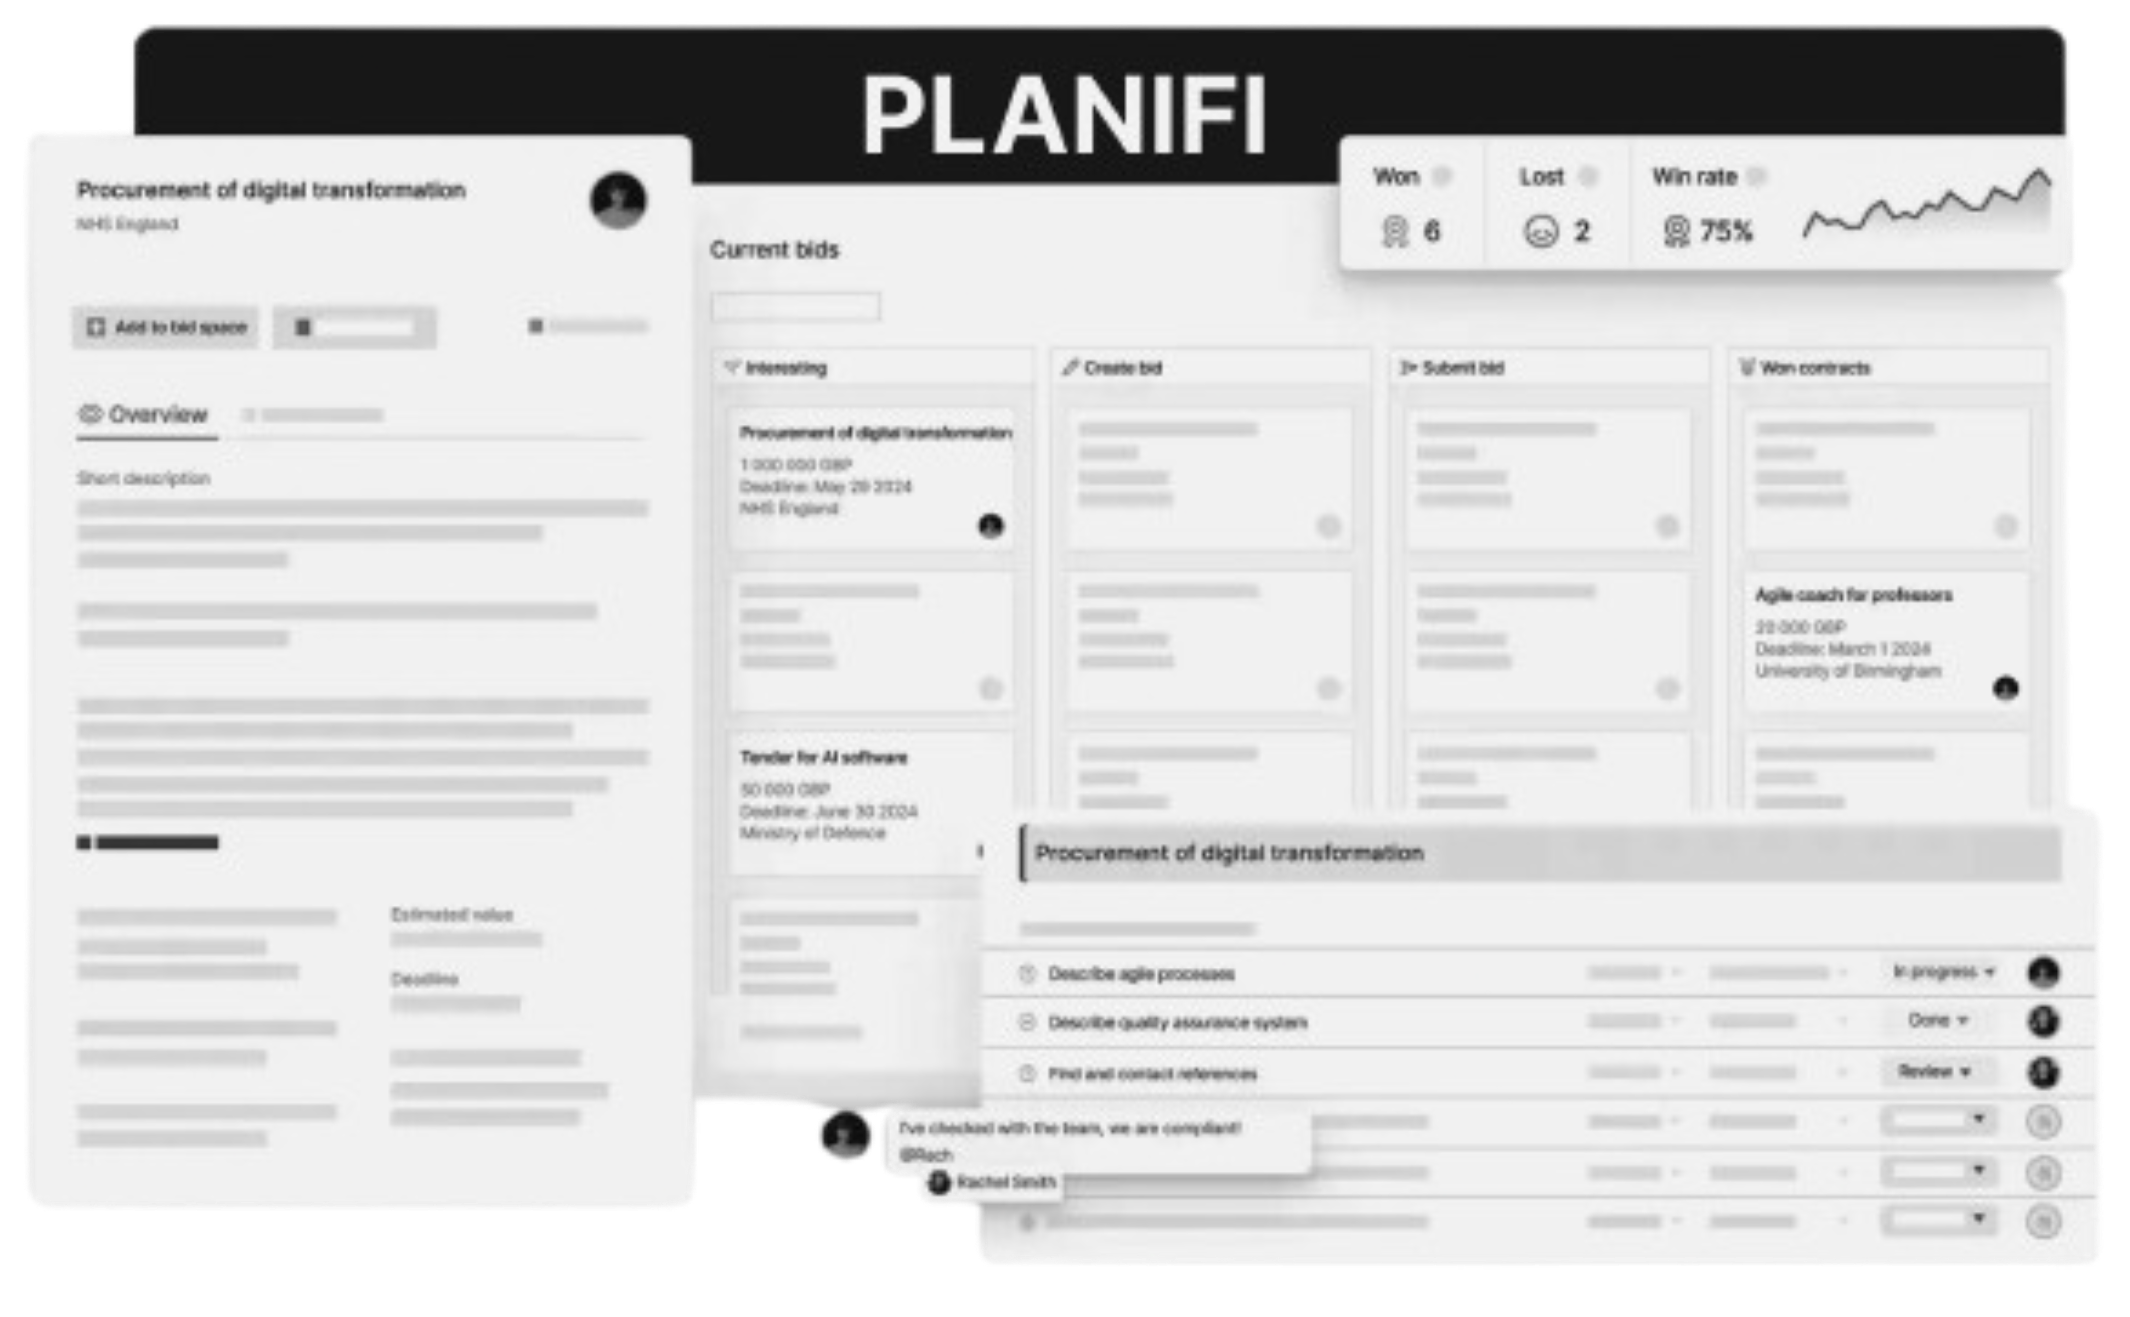 PLANIFI
Procurement of digital transformation
NHS England
Add to bid space
Overview
Short description
Estimated value
Deadline
Won
6
Lost
2
Win rate
75%
Current bids
Interesting
Procurement of digital transformation
1 000 000 GBP
Deadline: May 28 2024
NHS England
Tender for AI software
50 000 GBP
Deadline: June 30 2024
Ministry of Defence
Create bid
Submit bid
Won contracts
Agile coach for professors
20 000 GBP
Deadline: March 1 2024
University of Birmingham
Procurement of digital transformation
Describe agile processes
In progress
Describe quality assurance system
Done
Find and contact references
Review
I've checked with the team, we are compliant!
@Rach
Rachel Smith